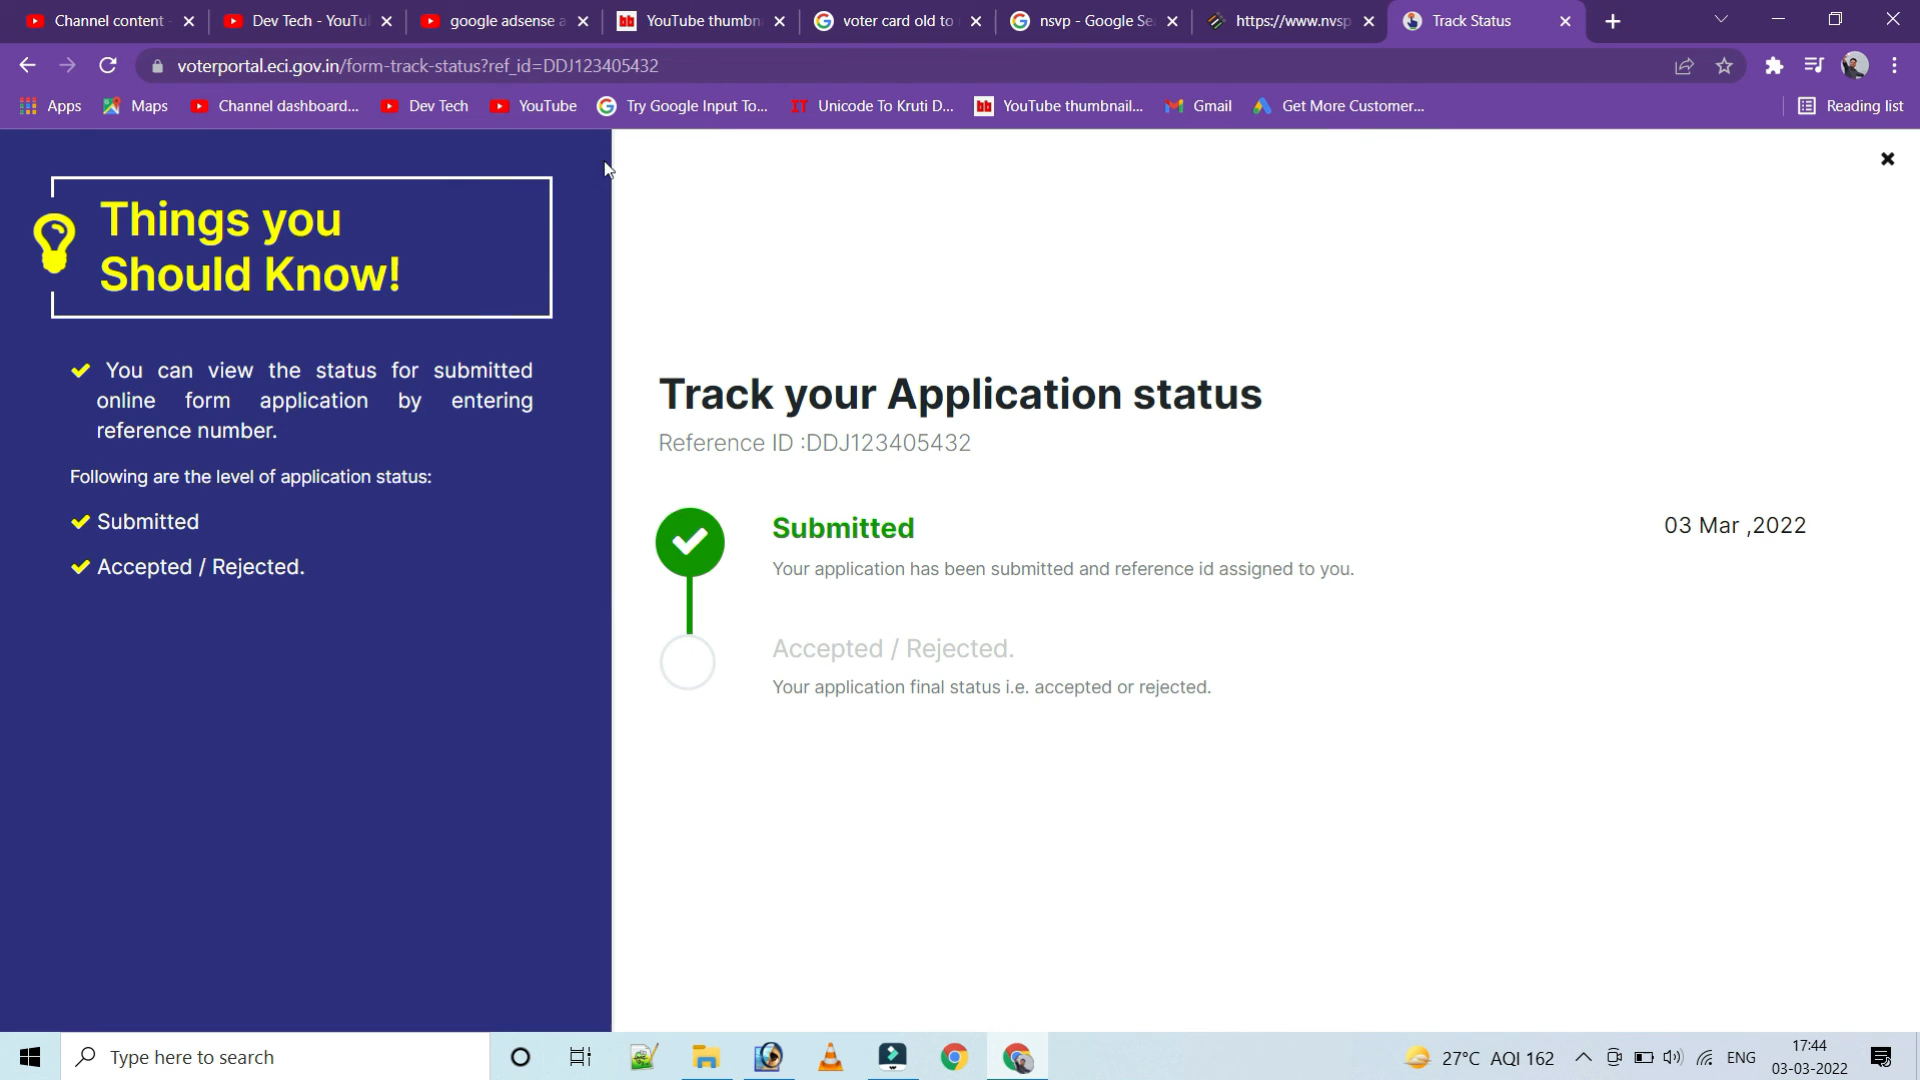 Channel content -
Dev Tech - YouTu
google adsense a
YouTube thumbn
voter card old to
nsvp - Google Se
https://www.nvsp
Track Status
voterportal.eci.gov.in/form-track-status?ref_id=DDJ123405432
Apps
Maps
Channel dashboard...
Dev Tech
YouTube
Try Google Input To...
IT Unicode To Kruti D...
bb YouTube thumbnail...
Gmail
Get More Customer...
Reading list
Things you
Should Know!
You can view the status for submitted
online form application by entering
reference number.
Following are the level of application status:
Submitted
Accepted / Rejected.
Track your Application status
Reference ID :DDJ123405432
Submitted
03 Mar ,2022
Your application has been submitted and reference id assigned to you.
Accepted / Rejected.
Your application final status i.e. accepted or rejected.
Type here to search
27°C AQI 162
ENG
17:44
03-03-2022